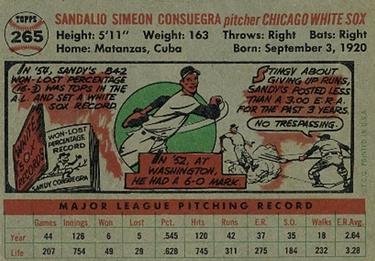 TOPPS
265
SANDALIO SIMEON CONSUEGRA pitcher CHICAGO WHITE SOX
Height: 5'11" Weight: 163 Throws: Right Bats: Right
Home: Matanzas, Cuba Born: September 3, 1920
IN '54, SANDY'S .842
WON-LOST PERCENTAGE
(16-3) WAS TOPS IN THE
A.L. AND SET A WHITE
SOX RECORD.
WHITE
SOX
RECORDS
WON-LOST
PERCENTAGE
RECORD
SANDY CONSUEGRA
IN '52, AT
WASHINGTON,
HE HAD A 6-0 MARK.
STINGY ABOUT
GIVING UP RUNS,
SANDY'S POSTED LESS
THAN A 3.00 E.R.A.
FOR THE PAST 3 YEARS.
NO TRESPASSING.
MAJOR LEAGUE PITCHING RECORD
Games Innings Won Lost Pct. Hits Runs E.R. S.O. Walks E.R.Avg.
Year 44 126 6 5 .545 120 42 37 35 18 2.64
Life 207 754 49 29 .628 745 311 275 184 232 3.28